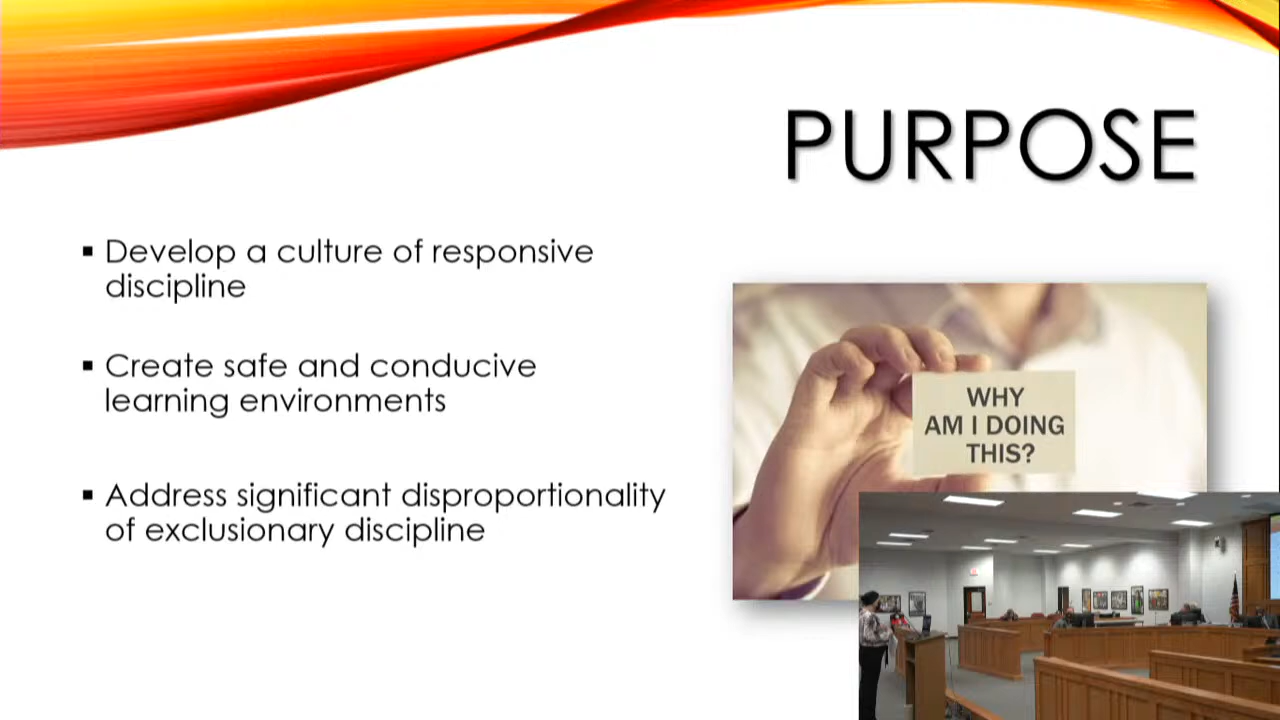 PURPOSE
▪ Develop a culture of responsive
discipline
▪ Create safe and conducive
learning environments
▪ Address significant disproportionality
of exclusionary discipline
WHY
AM I DOING
THIS?